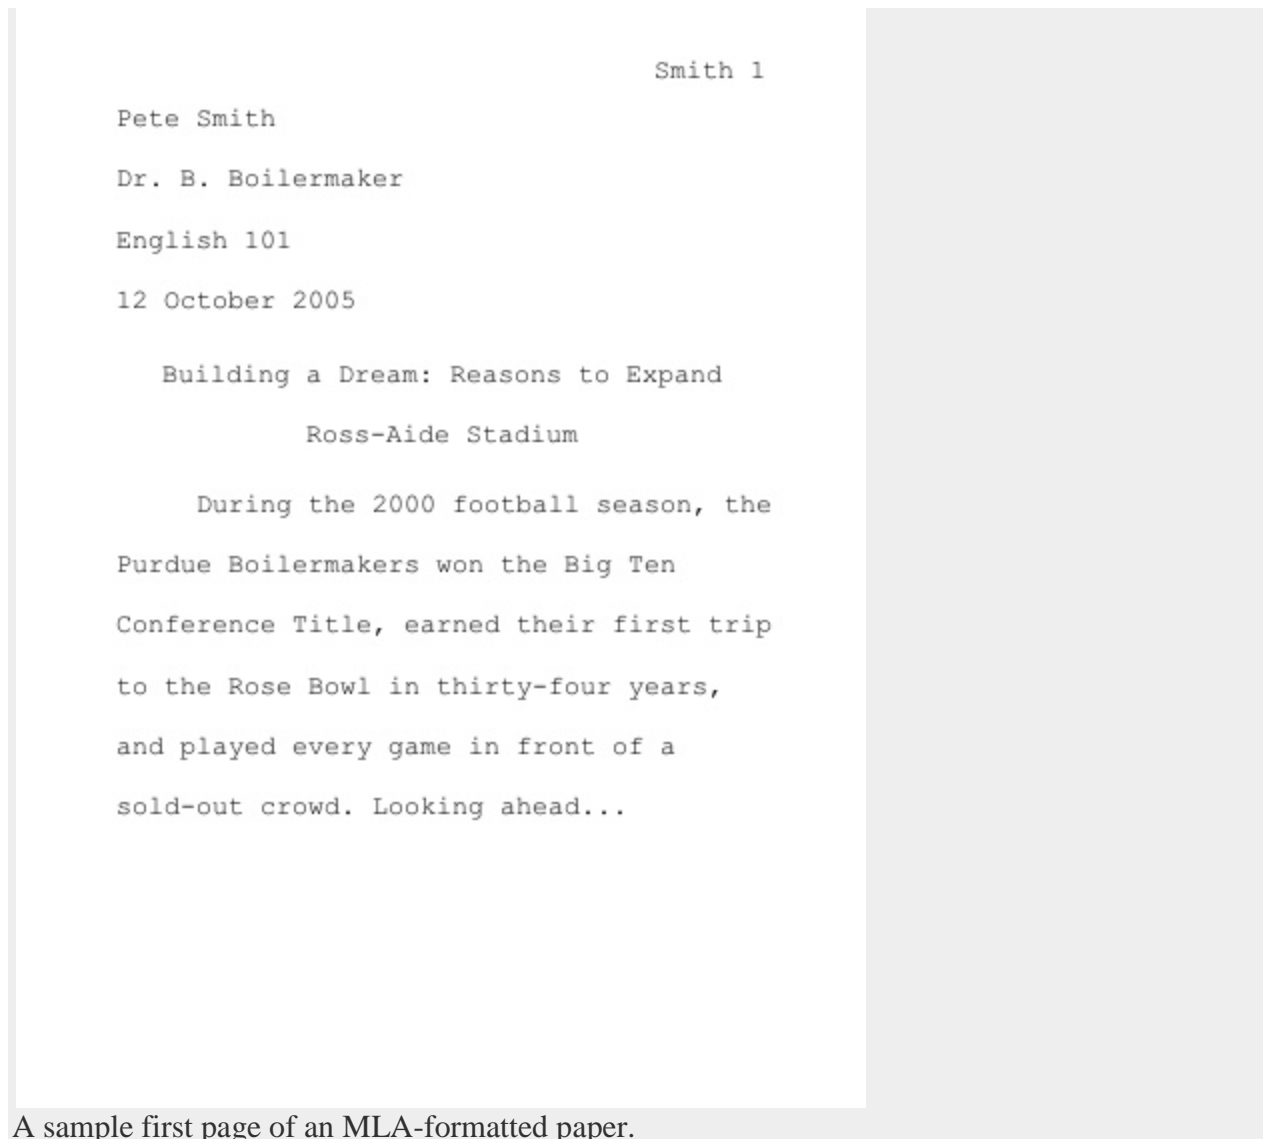 Smith 1
Pete Smith
Dr. B. Boilermaker
English 101
12 October 2005
Building a Dream: Reasons to Expand
Ross-Aide Stadium
During the 2000 football season, the
Purdue Boilermakers won the Big Ten
Conference Title, earned their first trip
to the Rose Bowl in thirty-four years,
and played every game in front of a
sold-out crowd. Looking ahead...
A sample first page of an MLA-formatted paper.